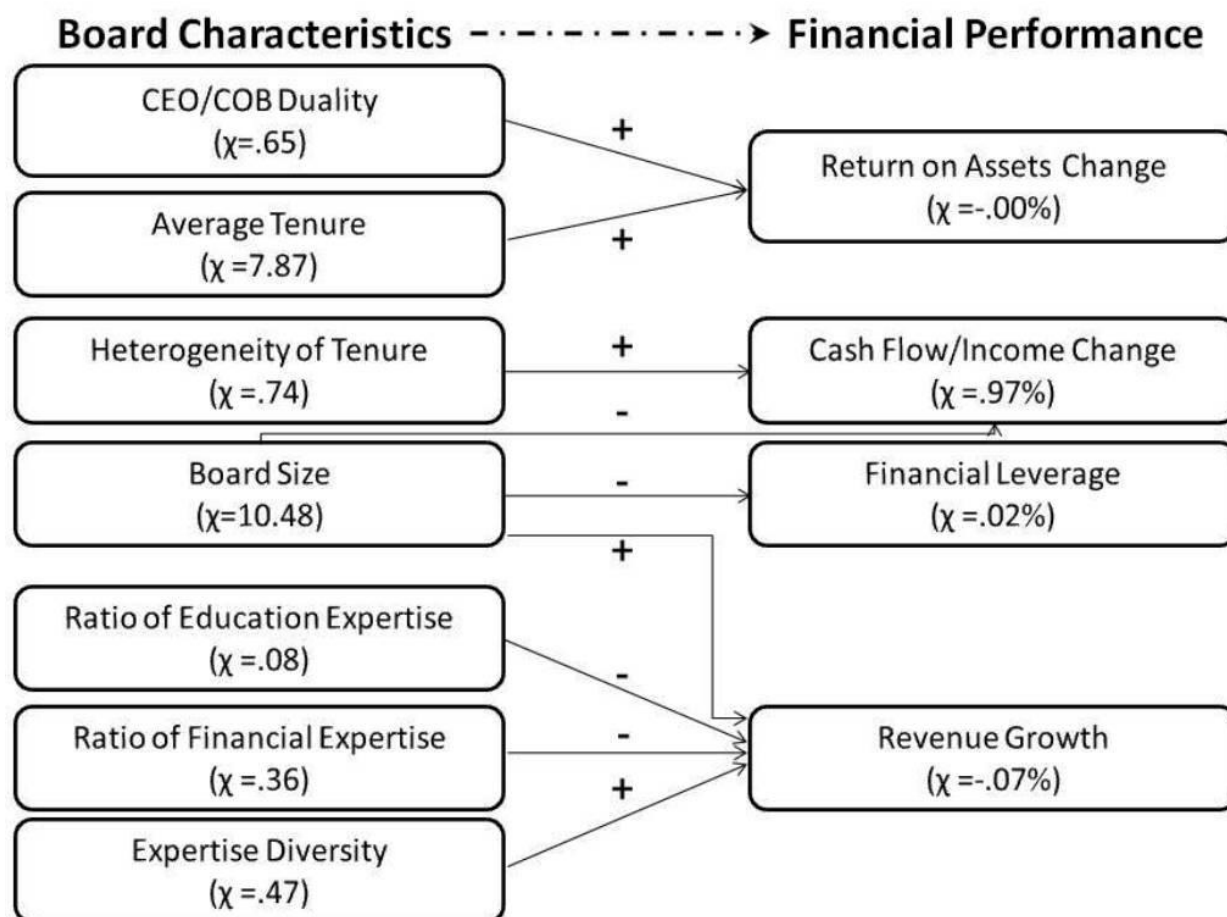 Board Characteristics
Financial Performance
CEO/COB Duality
(χ=.65)
+
Return on Assets Change
(χ =-.00%)
Average Tenure
(χ =7.87)
+
Heterogeneity of Tenure
(χ =.74)
+
Cash Flow/Income Change
(χ =.97%)
-
Board Size
(χ=10.48)
-
Financial Leverage
(χ =.02%)
+
Ratio of Education Expertise
(χ =.08)
-
Ratio of Financial Expertise
(χ =.36)
-
Revenue Growth
(χ =-.07%)
+
Expertise Diversity
(χ =.47)